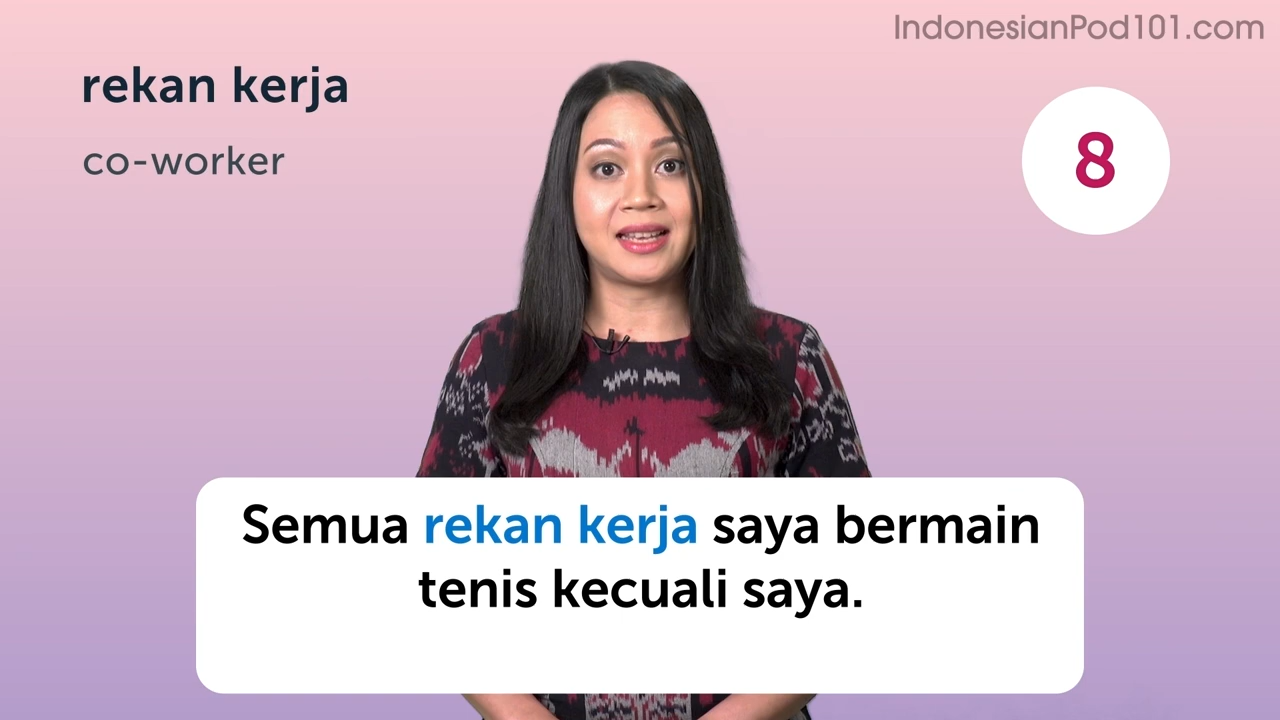 IndonesianPod101.com
rekan kerja
co-worker
8
Semua rekan kerja saya bermain
tenis kecuali saya.